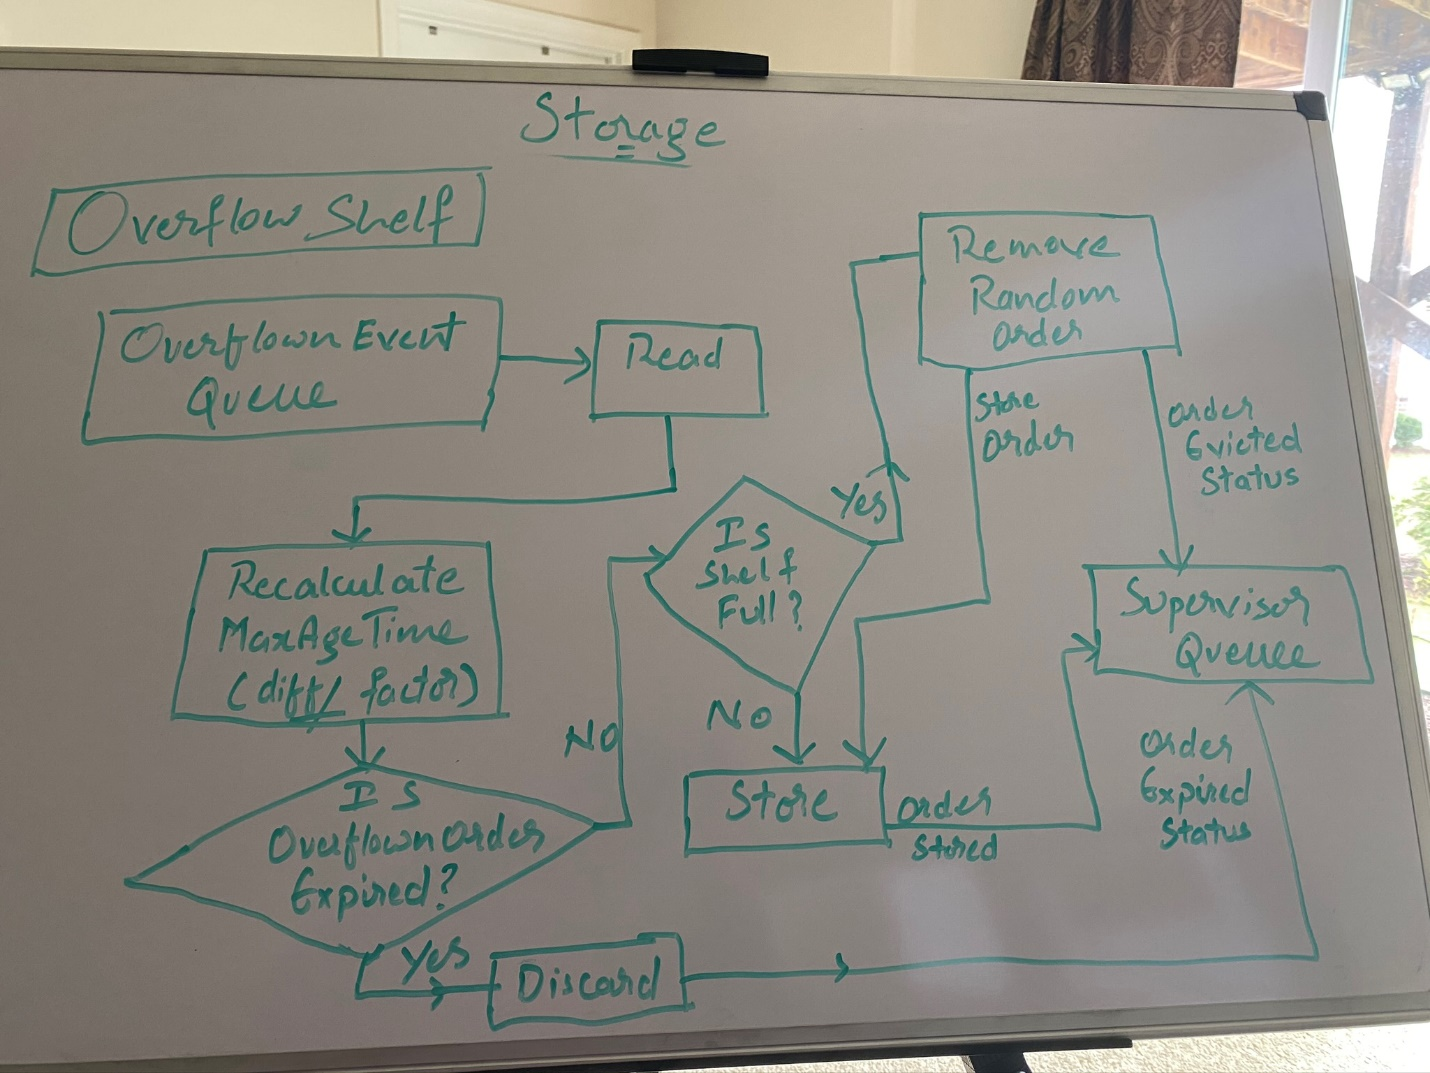 Storage
Overflow Shelf
Overflown Event
Queue
Read
Recalculate
MaxAgeTime
(diff/ factor)
Is
Overflown order
Expired?
Yes
Discard
NO
Is
Shelf
Full?
Yes
NO
Remove
Random
order
Store
order
order
Evicted
Status
Store
order
stored
Supervisor
Queue
order
Expired
Status